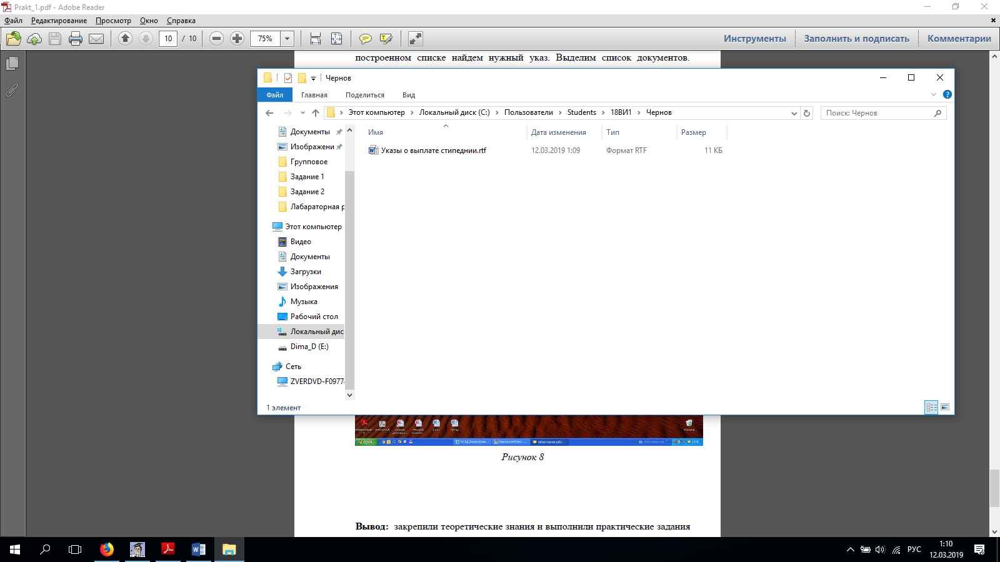 Prakt_1.pdf - Adobe Reader
Файл Редактирование Просмотр Окно Справка
10 / 10 75% Инструменты Заполнить и подписать Комментарии
построенном списке найдем нужный указ. Выделим список документов.
Чернов
Файл Главная Поделиться Вид
Этот компьютер Локальный диск (C:) Пользователи Students 18ВИ1 Чернов Поиск: Чернов
Имя Дата изменения Тип Размер
Указы о выплате стипеднии.rtf 12.03.2019 1:09 Формат RTF 11 КБ
Документы
Изображени
Групповое
Задание 1
Задание 2
Лабараторная р
Этот компьютер
Видео
Документы
Загрузки
Изображения
Музыка
Рабочий стол
Локальный дис
Dima_D (E:)
Сеть
ZVERDVD-F0977
1 элемент
Рисунок 8
Вывод: закрепили теоретические знания и выполнили практические задания
РУС
1:10
12.03.2019